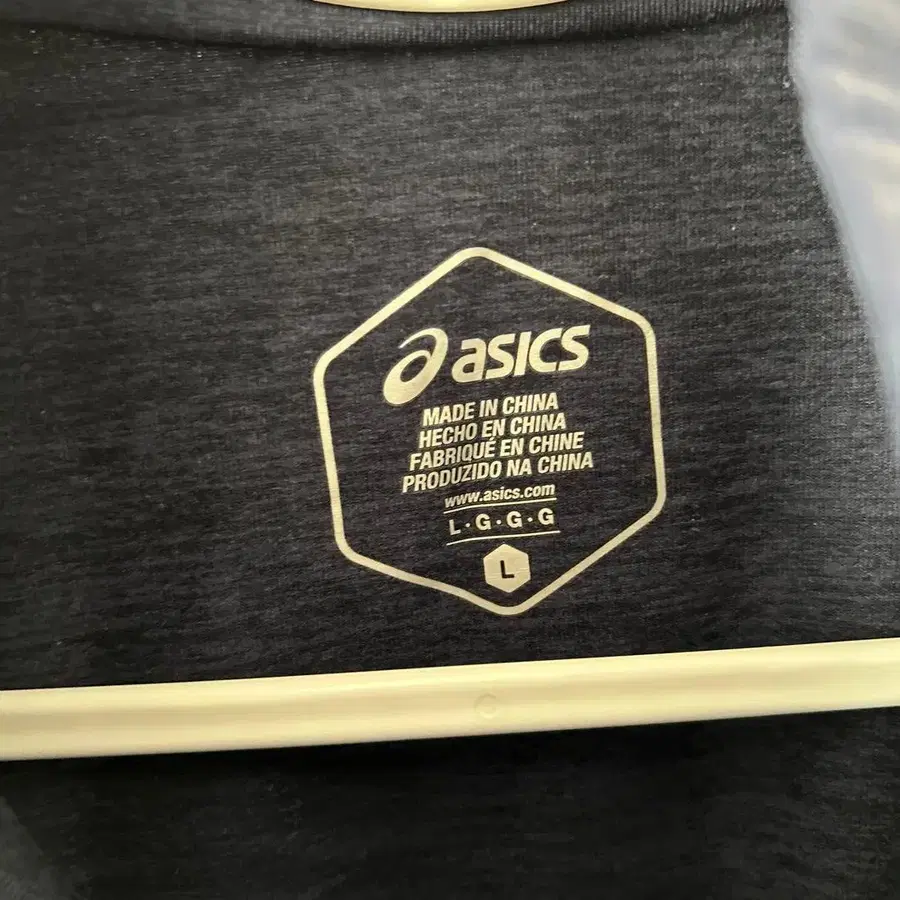 asics
MADE IN CHINA
HECHO EN CHINA
FABRIQUÉ EN CHINE
PRODUZIDO NA CHINA
www.asics.com
L·G·G·G
L